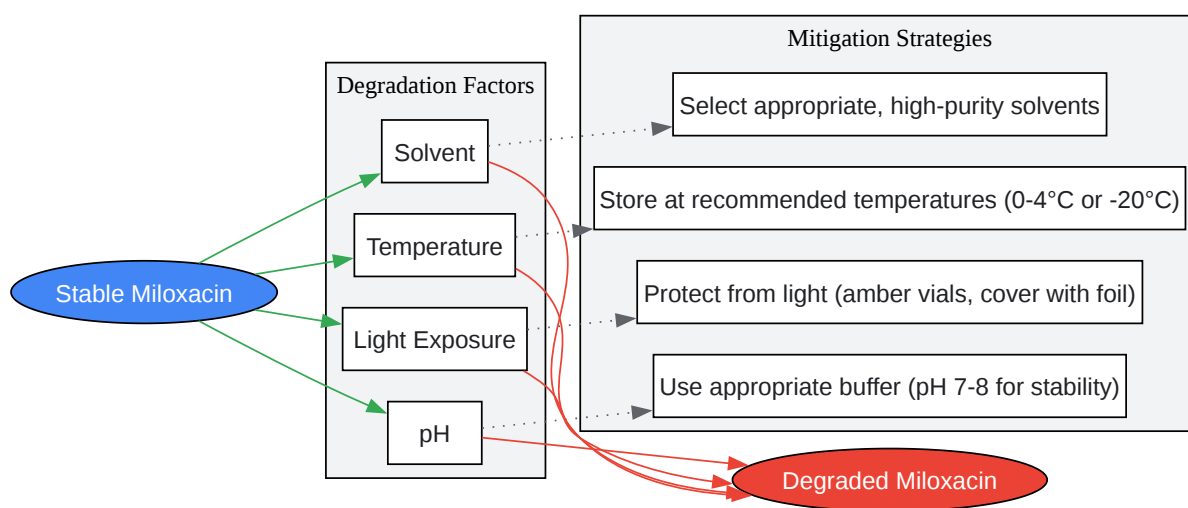 Mitigation Strategies
Degradation Factors
Select appropriate, high-purity solvents
Solvent
Store at recommended temperatures (0-4°C or -20°C)
Temperature
Stable Miloxacin
Protect from light (amber vials, cover with foil)
Light Exposure
Use appropriate buffer (pH 7-8 for stability)
pH
Degraded Miloxacin